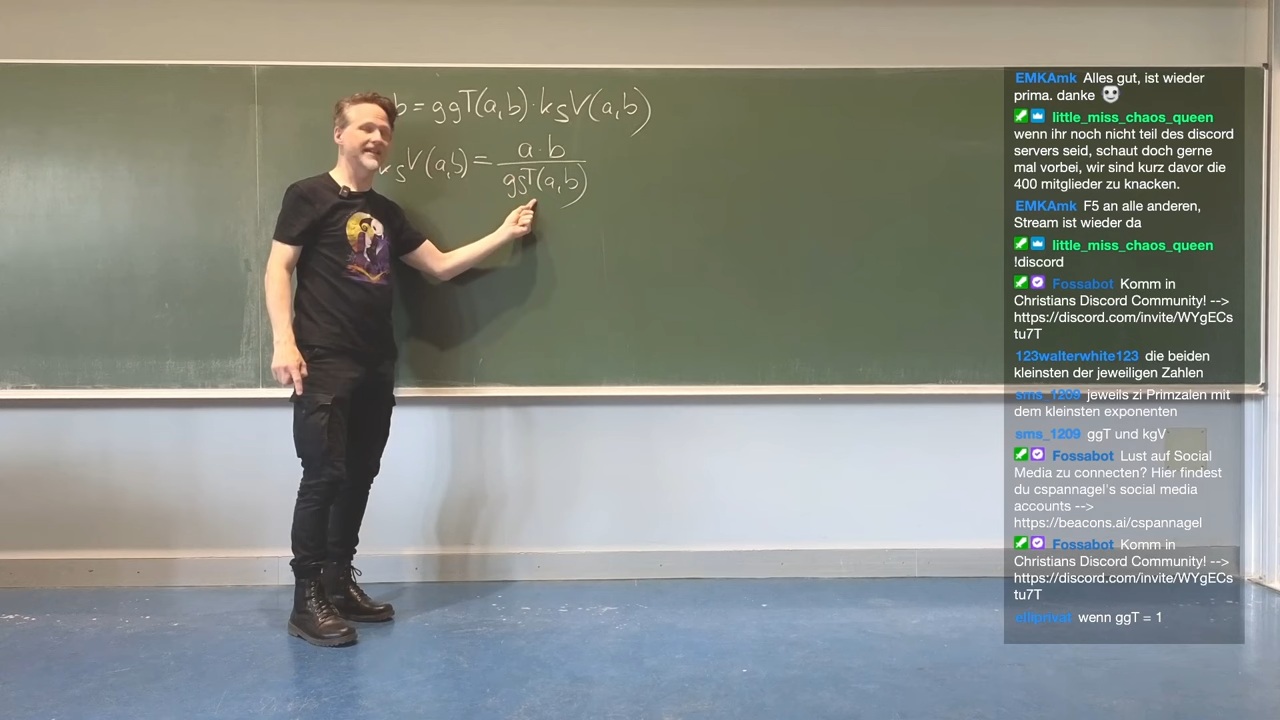 b = ggT(a,b) · kgV(a,b)
kgV(a,b) = a · b
ggT(a,b)
EMKAmk Alles gut, ist wieder
prima. danke
little_miss_chaos_queen
wenn ihr noch nicht teil des discord
servers seid, schaut doch gerne
mal vorbei, wir sind kurz davor die
400 mitglieder zu knacken.
EMKAmk F5 an alle anderen,
Stream ist wieder da
little_miss_chaos_queen
!discord
Fossabot Komm in
Christians Discord Community! -->
https://discord.com/invite/WYgECs
tu7T
123walterwhite123 die beiden
kleinsten der jeweiligen Zahlen
sms_1209 jeweils zi Primzalen mit
dem kleinsten exponenten
sms_1209 ggT und kgV
Fossabot Lust auf Social
Media zu connecten? Hier findest
du cspannagel's social media
accounts -->
https://beacons.ai/cspannagel
Fossabot Komm in
Christians Discord Community! -->
https://discord.com/invite/WYgECs
tu7T
elliprivat wenn ggT = 1